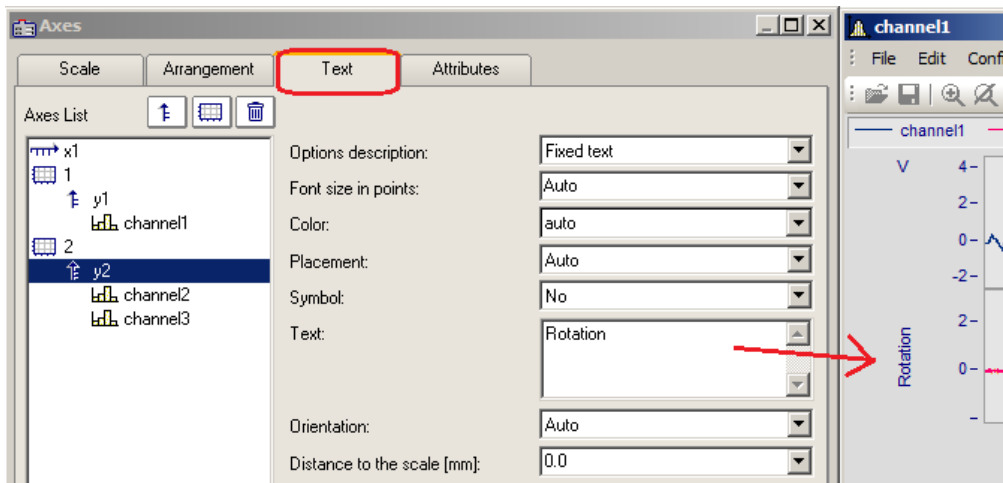 Axes
Scale
Arrangement
Text
Attributes
Axes List
x1
1
y1
channel1
2
y2
channel2
channel3
Options description:
Fixed text
Font size in points:
Auto
Color:
auto
Placement:
Auto
Symbol:
No
Text:
Rotation
Orientation:
Auto
Distance to the scale [mm]:
0.0
channel1
File Edit Conf
channel1
V
4
2
0
-2
2
0
Rotation